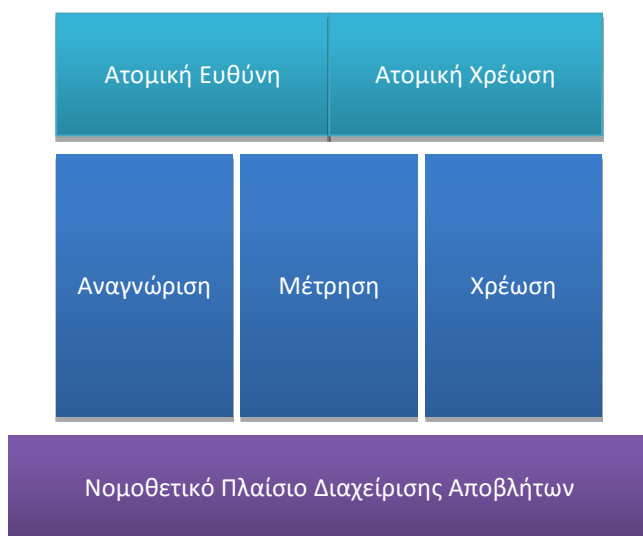 Ατομική Ευθύνη
Ατομική Χρέωση
Αναγνώριση
Μέτρηση
Χρέωση
Νομοθετικό Πλαίσιο Διαχείρισης Αποβλήτων